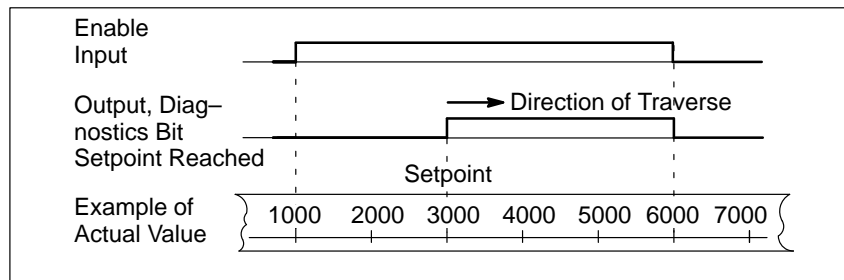 Enable
Input
Output, Diag–
nostics Bit
Setpoint Reached
Direction of Traverse
Setpoint
Example of
Actual Value
1000 2000 3000 4000 5000 6000 7000